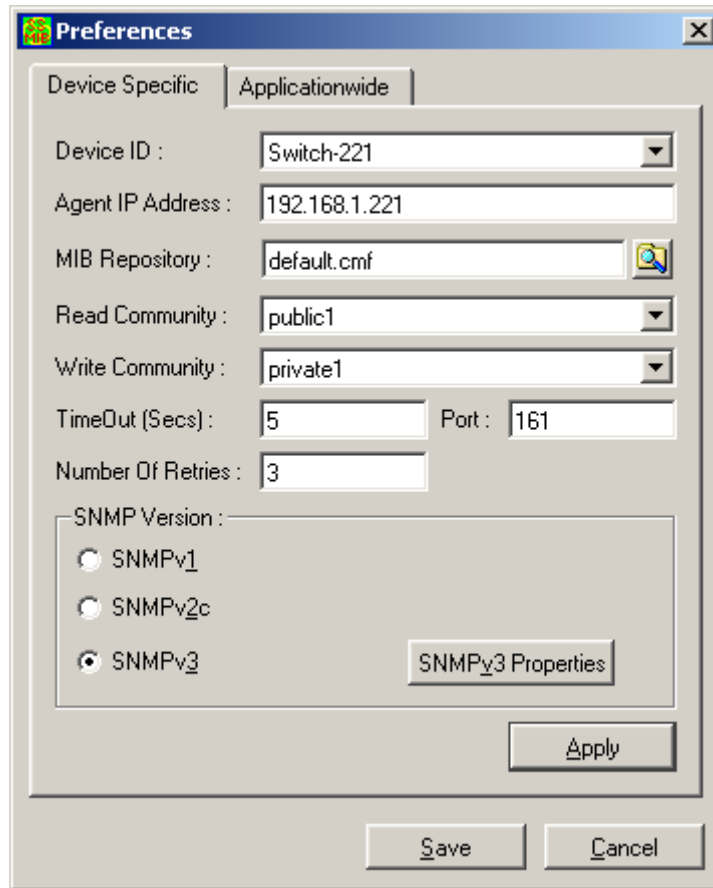 SS MIB Preferences
Device Specific Applicationwide
Device ID : Switch-221
Agent IP Address : 192.168.1.221
MIB Repository : default.cmf
Read Community : public1
Write Community : private1
TimeOut (Secs) : 5 Port : 161
Number Of Retries : 3
SNMP Version :
SNMPv1
SNMPv2c
SNMPv3 SNMPv3 Properties
Apply
Save Cancel